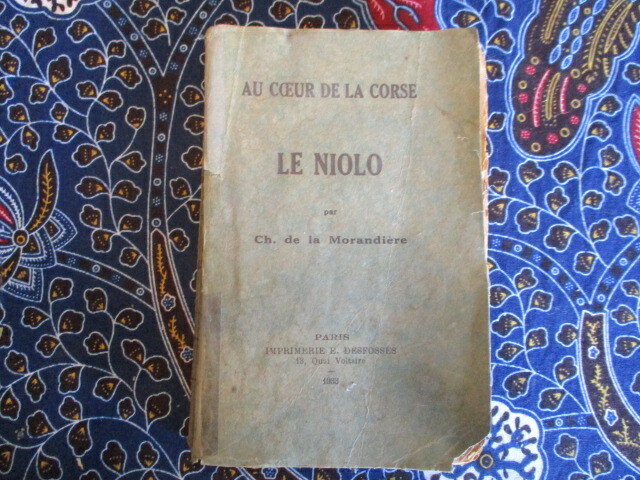 AU CŒUR DE LA CORSE
LE NIOLO
par
Ch. de la Morandière
PARIS
IMPRIMERIE E. DESFOSSÉS
13, Quai Voltaire